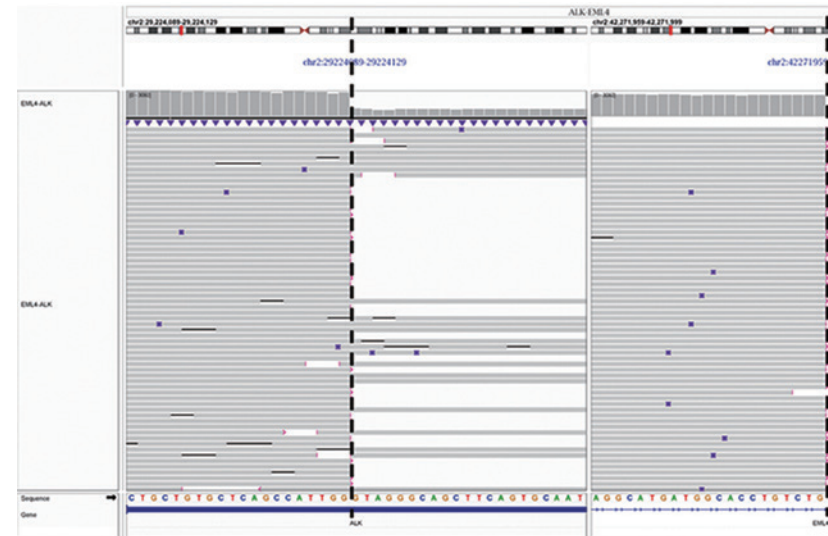 ALK-EML4
chr2:29,224,089-29,224,129
chr2:42,271,959-42,271,999
chr2:29224089-29224129
chr2:42271959
EML4-ALK
EML4-ALK
Sequence
C T G C T G T G C T C A G C C A T T G G G T A G G G C A G C T T C A G T G C A A T
A G G C A T G A T G G C A C C T G T C T G
Gene
ALK
EML4